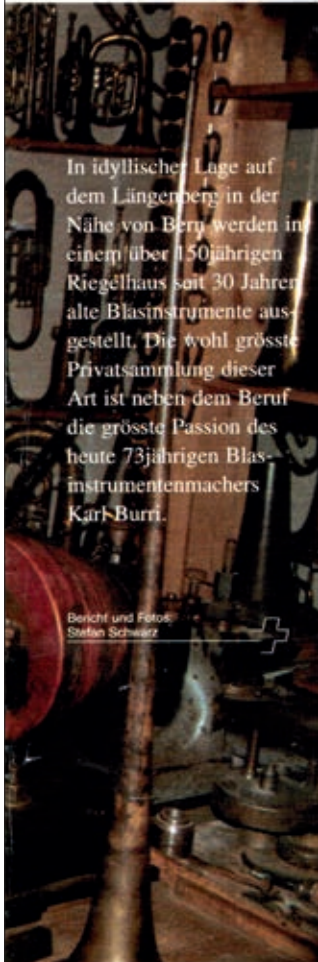 In idyllischer Lage auf
dem Längenberg in der
Nähe von Bern werden in
einem über 150jährigen
Riegelhaus seit 30 Jahren
alte Blasinstrumente aus-
gestellt. Die wohl grösste
Privatsammlung dieser
Art ist neben dem Beruf
die grösste Passion des
heute 73jährigen Blas-
instrumentenmachers
Karl Burri.
Bericht und Fotos:
Stefan Schwarz